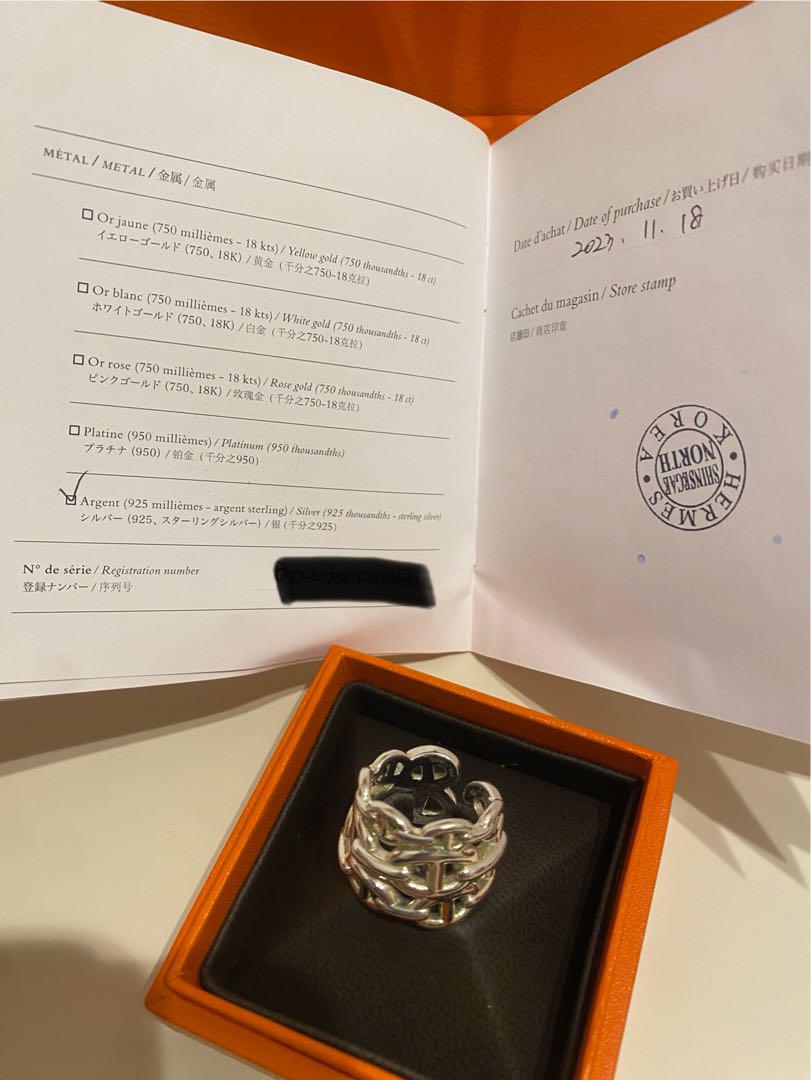 MÉTAL / METAL / 金属 / 金属
Or jaune (750 millièmes - 18 kts) / Yellow gold (750 thousandths - 18 ct)
イエローゴールド (750、18K) / 黄金 (千分之750-18克拉)
Or blanc (750 millièmes - 18 kts) / White gold (750 thousandths - 18 ct)
ホワイトゴールド (750、18K) / 白金 (千分之750-18克拉)
Or rose (750 millièmes - 18 kts) / Rose gold (750 thousandths - 18 ct)
ピンクゴールド (750、18K) / 玫瑰金 (千分之750-18克拉)
Platine (950 millièmes) / Platinum (950 thousandths)
プラチナ (950) / 铂金 (千分之950)
Argent (925 millièmes - argent sterling) / Silver (925 thousandths - sterling silver)
シルバー (925、スターリングシルバー) / 银 (千分之925)
N° de série / Registration number
登録ナンバー / 序列号
Date d'achat / Date of purchase / お買い上げ日 / 购买日期
2023. 11. 18
Cachet du magasin / Store stamp
店舗印 / 商店印章
HERMES • KOREA •
SHINSEGAE
NORTH